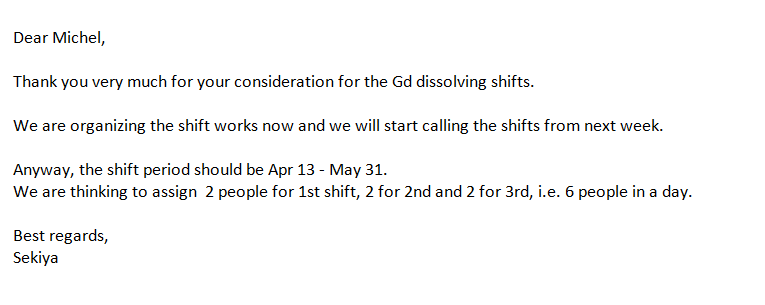 Dear Michel,
Thank you very much for your consideration for the Gd dissolving shifts.
We are organizing the shift works now and we will start calling the shifts from next week.
Anyway, the shift period should be Apr 13 - May 31.
We are thinking to assign  2 people for 1st shift, 2 for 2nd and 2 for 3rd, i.e. 6 people in a day.
Best regards,
Sekiya